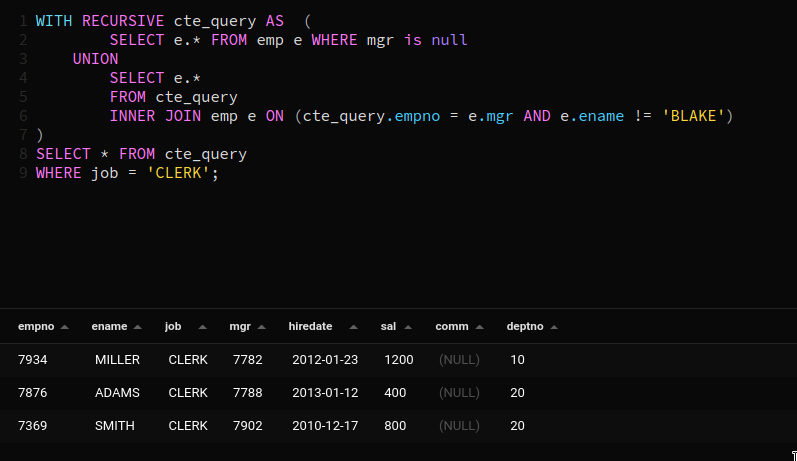 1 WITH RECURSIVE cte_query AS  (
2         SELECT e.* FROM emp e WHERE mgr is null
3     UNION
4         SELECT e.*
5         FROM cte_query
6         INNER JOIN emp e ON (cte_query.empno = e.mgr AND e.ename != 'BLAKE')
7 )
8 SELECT * FROM cte_query
9 WHERE job = 'CLERK';
empno ename job mgr hiredate sal comm deptno
7934 MILLER CLERK 7782 2012-01-23 1200 (NULL) 10
7876 ADAMS CLERK 7788 2013-01-12 400 (NULL) 20
7369 SMITH CLERK 7902 2010-12-17 800 (NULL) 20